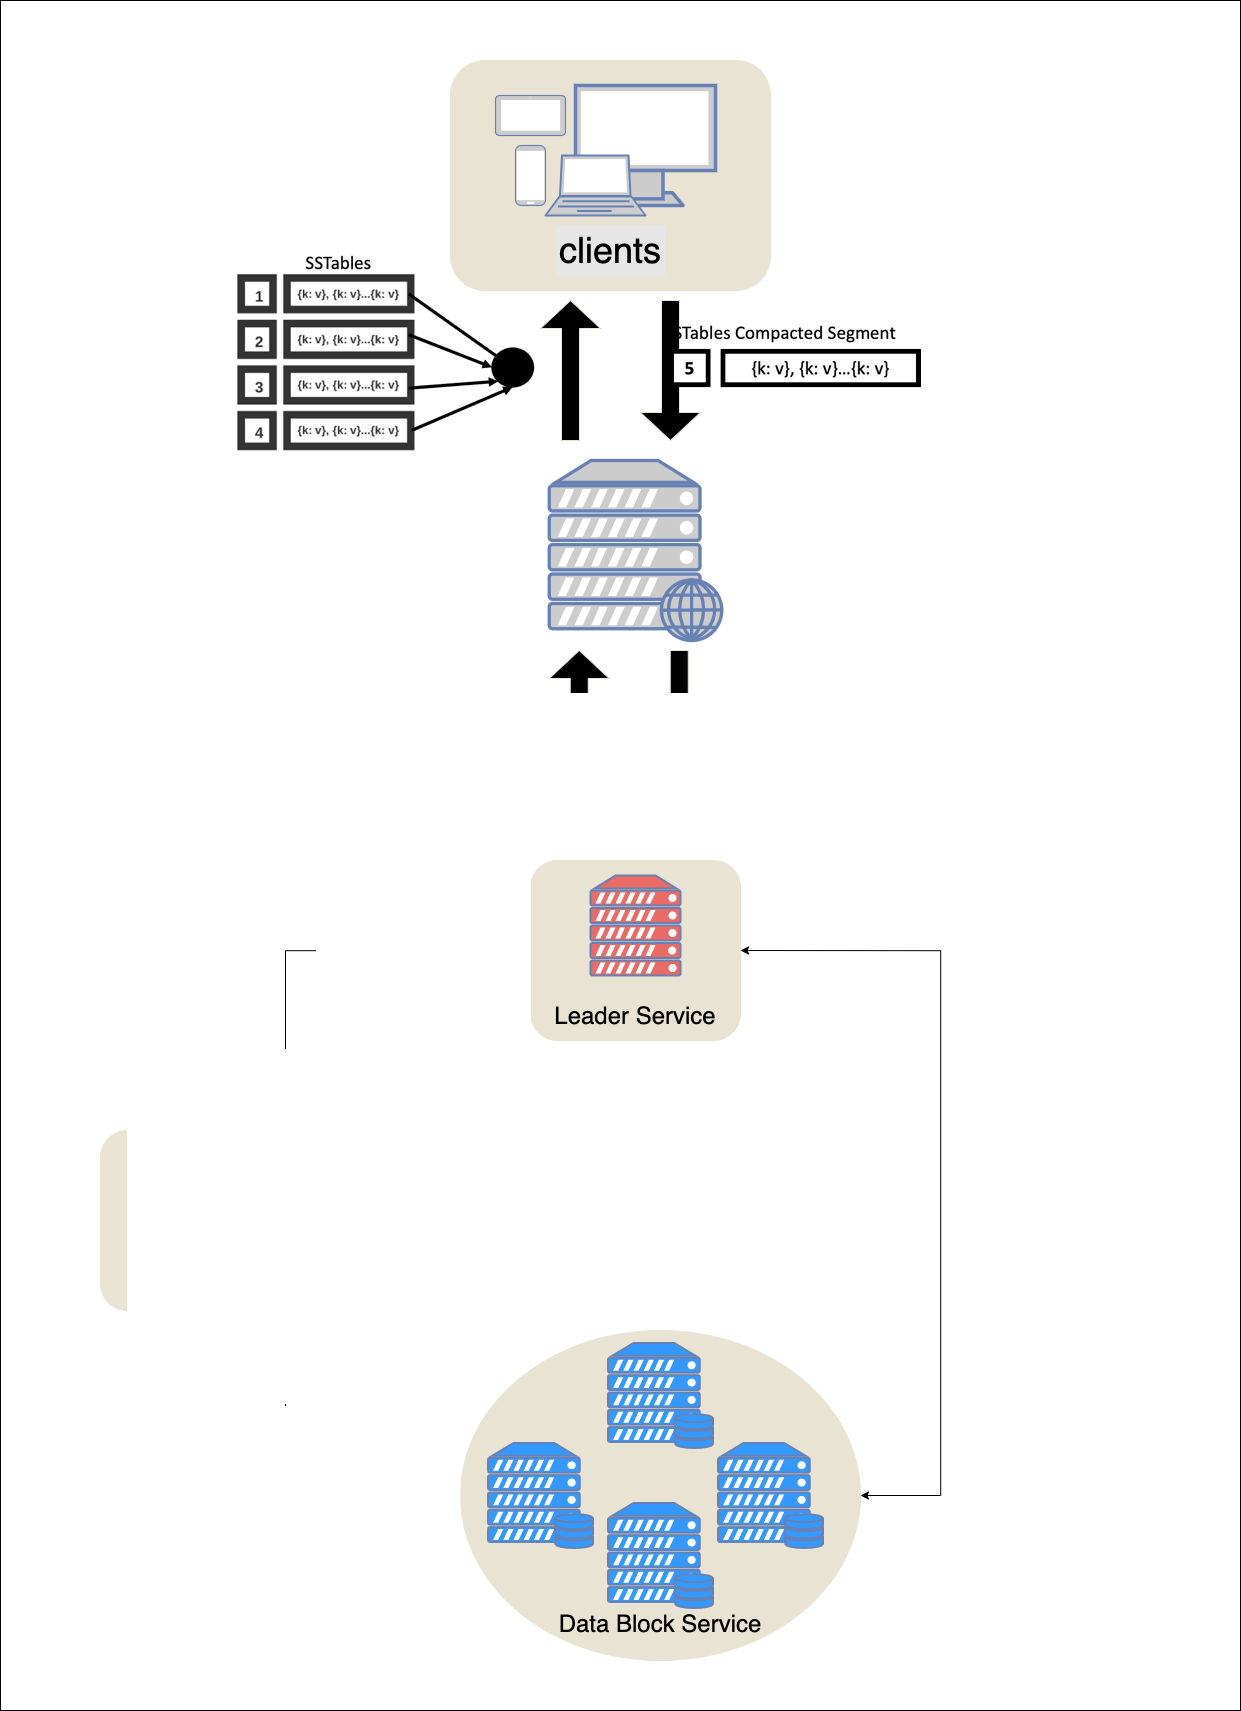 clients
SSTables
1 {k: v}, {k: v}...{k: v}
2 {k: v}, {k: v}...{k: v}
3 {k: v}, {k: v}...{k: v}
4 {k: v}, {k: v}...{k: v}
STables Compacted Segment
5 {k: v}, {k: v}...{k: v}
Leader Service
Data Block Service